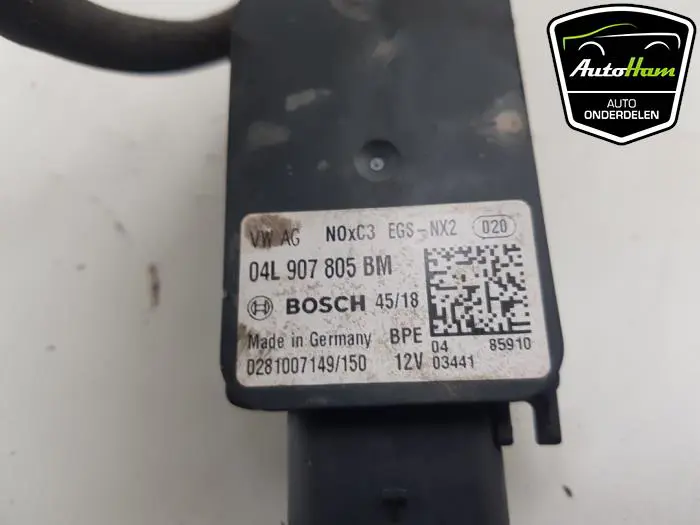 AutoHam
AUTO
ONDERDELEN
VW AG NOxC3 EGS-NX2 020
04L 907 805 BM
BOSCH 45/18
Made in Germany BPE 04 85910
0281007149/150 12V 03441